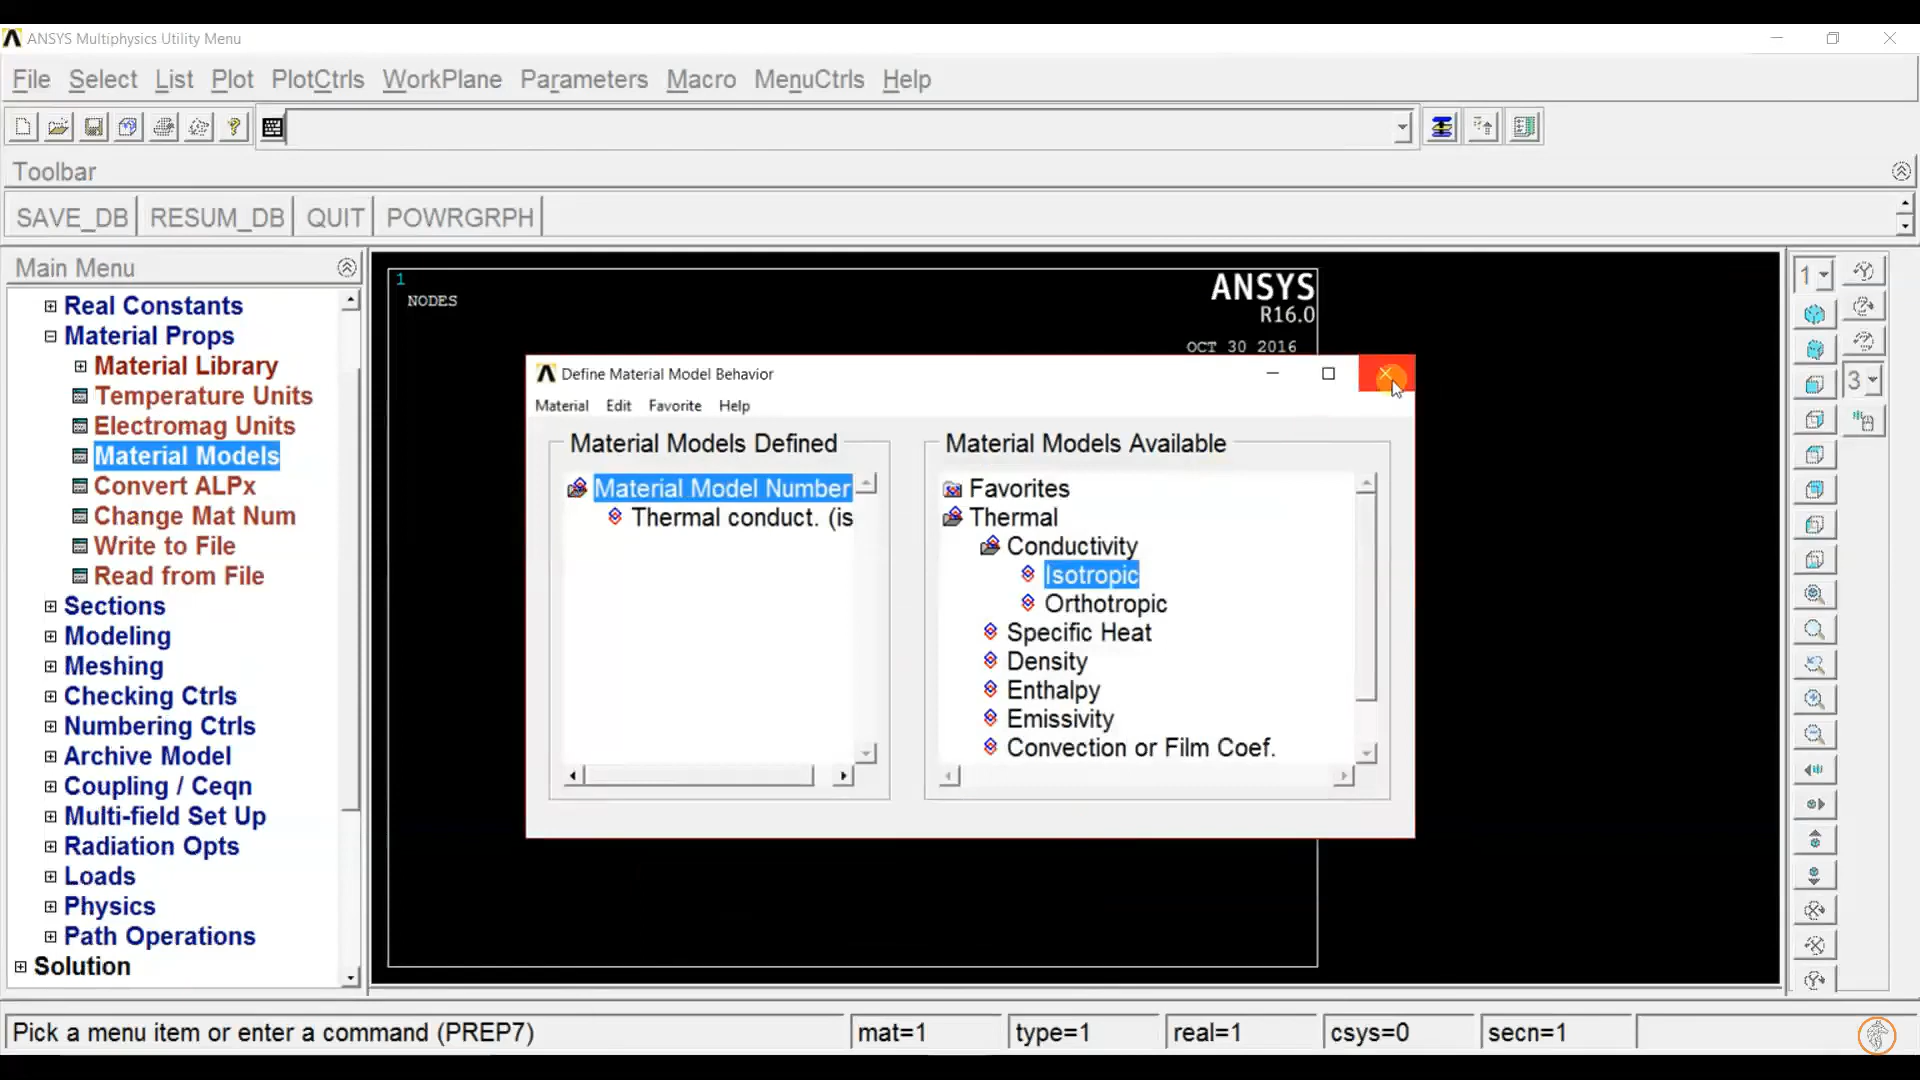 ANSYS Multiphysics Utility Menu
File Select List Plot PlotCtrls WorkPlane Parameters Macro MenuCtrls Help
Toolbar
SAVE_DB RESUM_DB QUIT POWRGRPH
Main Menu
Real Constants
Material Props
Material Library
Temperature Units
Electromag Units
Material Models
Convert ALPx
Change Mat Num
Write to File
Read from File
Sections
Modeling
Meshing
Checking Ctrls
Numbering Ctrls
Archive Model
Coupling / Ceqn
Multi-field Set Up
Radiation Opts
Loads
Physics
Path Operations
Solution
1
NODES
ANSYS
R16.0
OCT 30 2016
Define Material Model Behavior
Material Edit Favorite Help
Material Models Defined
Material Model Number
Thermal conduct. (is
Material Models Available
Favorites
Thermal
Conductivity
Isotropic
Orthotropic
Specific Heat
Density
Enthalpy
Emissivity
Convection or Film Coef.
1
3
Pick a menu item or enter a command (PREP7)
mat=1
type=1
real=1
csys=0
secn=1